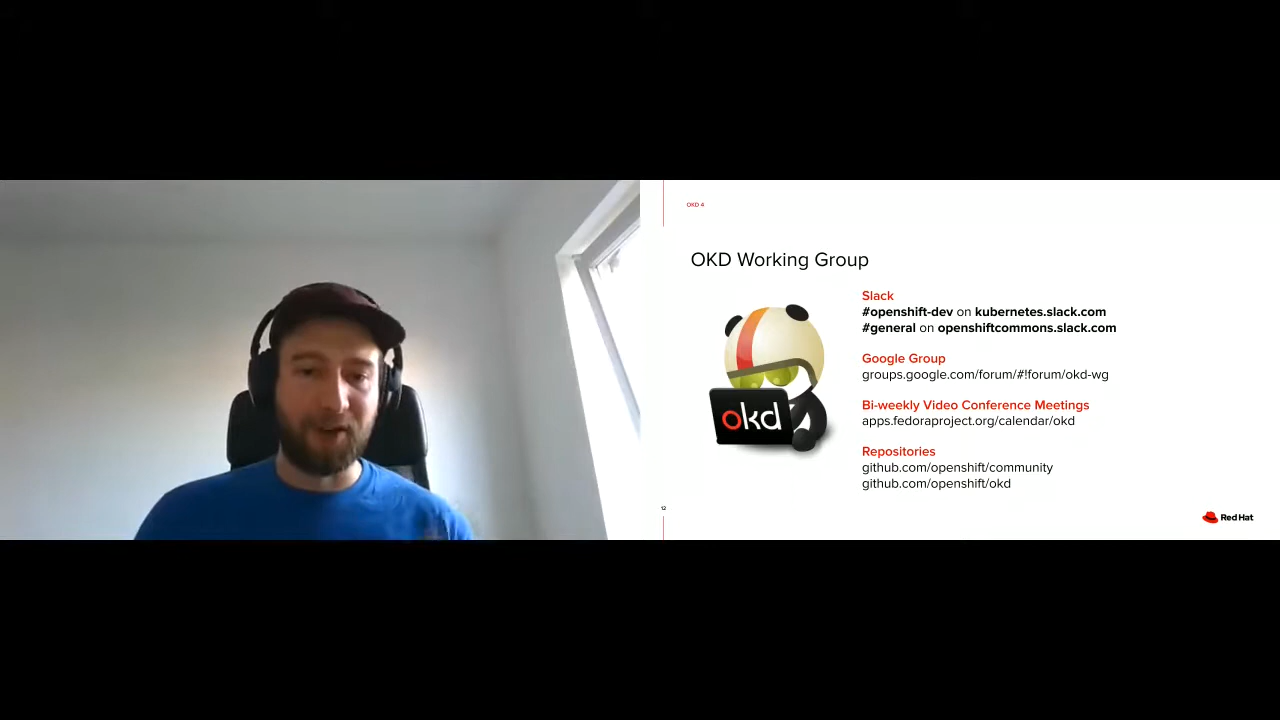 OKD 4
OKD Working Group
Slack
#openshift-dev on kubernetes.slack.com
#general on openshiftcommons.slack.com
Google Group
groups.google.com/forum/#!forum/okd-wg
Bi-weekly Video Conference Meetings
apps.fedoraproject.org/calendar/okd
Repositories
github.com/openshift/community
github.com/openshift/okd
okd
12
Red Hat